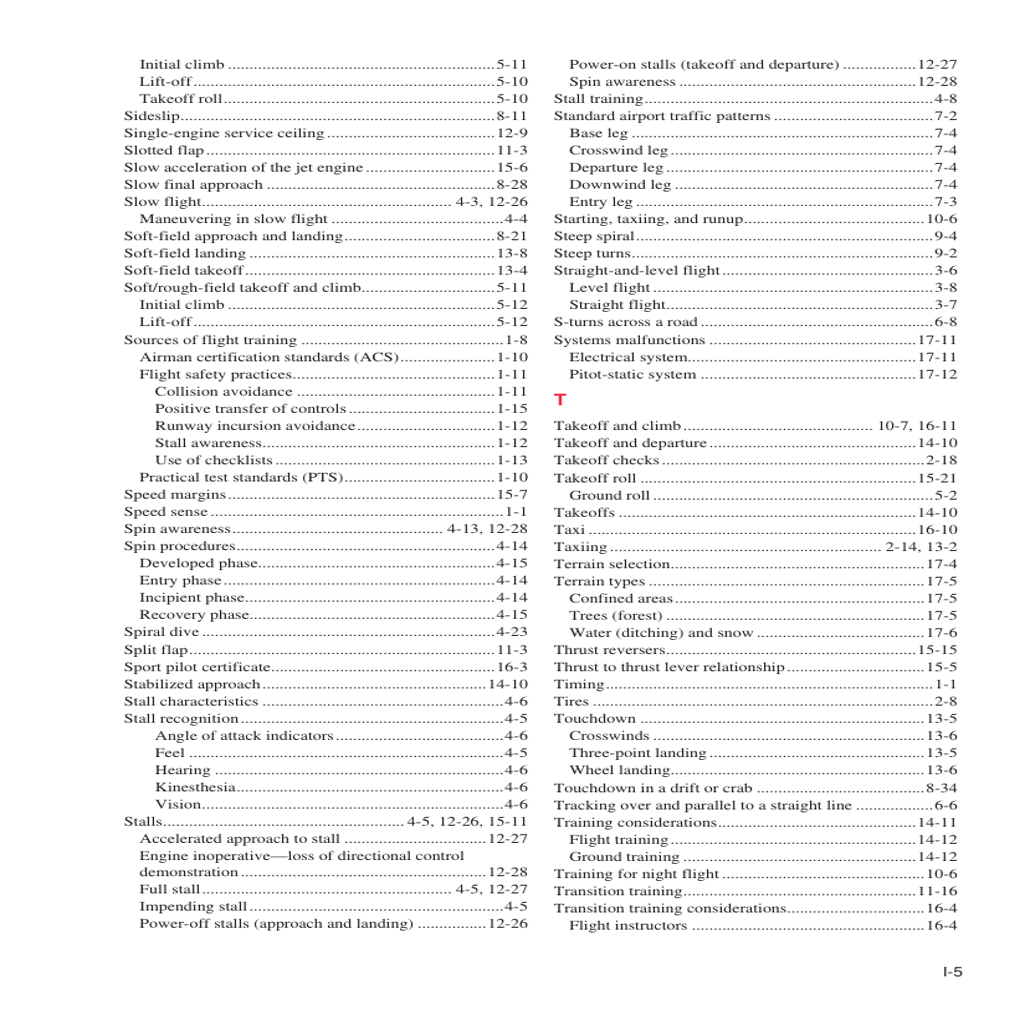 Initial climb ...............................................................5-11
Lift-off.......................................................................5-10
Takeoff roll................................................................5-10
Sideslip..........................................................................8-11
Single-engine service ceiling .......................................12-9
Slotted flap....................................................................11-3
Slow acceleration of the jet engine ..............................15-6
Slow final approach ......................................................8-28
Slow flight.......................................................... 4-3, 12-26
Maneuvering in slow flight ........................................4-4
Soft-field approach and landing...................................8-21
Soft-field landing ..........................................................13-8
Soft-field takeoff...........................................................13-4
Soft/rough-field takeoff and climb...............................5-11
Initial climb ...............................................................5-12
Lift-off.......................................................................5-12
Sources of flight training ...............................................1-8
Airman certification standards (ACS)......................1-10
Flight safety practices................................................1-11
Collision avoidance ...............................................1-11
Positive transfer of controls ..................................1-15
Runway incursion avoidance................................1-12
Stall awareness.......................................................1-12
Use of checklists ....................................................1-13
Practical test standards (PTS)...................................1-10
Speed margins...............................................................15-7
Speed sense .....................................................................1-1
Spin awareness.................................................. 4-13, 12-28
Spin procedures.............................................................4-14
Developed phase........................................................4-15
Entry phase ................................................................4-14
Incipient phase...........................................................4-14
Recovery phase..........................................................4-15
Spiral dive .....................................................................4-23
Split flap........................................................................11-3
Sport pilot certificate.....................................................16-3
Stabilized approach.....................................................14-10
Stall characteristics .........................................................4-6
Stall recognition..............................................................4-5
Angle of attack indicators........................................4-6
Feel ..........................................................................4-5
Hearing ....................................................................4-6
Kinesthesia...............................................................4-6
Vision.......................................................................4-6
Stalls......................................................... 4-5, 12-26, 15-11
Accelerated approach to stall .................................12-27
Engine inoperative—loss of directional control
demonstration ..........................................................12-28
Full stall........................................................... 4-5, 12-27
Impending stall ............................................................4-5
Power-off stalls (approach and landing) ................12-26
Power-on stalls (takeoff and departure) .................12-27
Spin awareness ........................................................12-28
Stall training....................................................................4-8
Standard airport traffic patterns .....................................7-2
Base leg .......................................................................7-4
Crosswind leg..............................................................7-4
Departure leg...............................................................7-4
Downwind leg .............................................................7-4
Entry leg ......................................................................7-3
Starting, taxiing, and runup...........................................10-6
Steep spiral......................................................................9-4
Steep turns.......................................................................9-2
Straight-and-level flight..................................................3-6
Level flight ..................................................................3-8
Straight flight...............................................................3-7
S-turns across a road.......................................................6-8
Systems malfunctions .................................................17-11
Electrical system......................................................17-11
Pitot-static system ...................................................17-12
T
Takeoff and climb............................................. 10-7, 16-11
Takeoff and departure.................................................14-10
Takeoff checks..............................................................2-18
Takeoff roll .................................................................15-21
Ground roll ..................................................................5-2
Takeoffs ......................................................................14-10
Taxi .............................................................................16-10
Taxiing ................................................................ 2-14, 13-2
Terrain selection............................................................17-4
Terrain types .................................................................17-5
Confined areas...........................................................17-5
Trees (forest) .............................................................17-5
Water (ditching) and snow ........................................17-6
Thrust reversers...........................................................15-15
Thrust to thrust lever relationship.................................15-5
Timing.............................................................................1-1
Tires ................................................................................2-8
Touchdown ...................................................................13-5
Crosswinds ................................................................13-6
Three-point landing...................................................13-5
Wheel landing............................................................13-6
Touchdown in a drift or crab ........................................8-34
Tracking over and parallel to a straight line ..................6-6
Training considerations...............................................14-11
Flight training..........................................................14-12
Ground training .......................................................14-12
Training for night flight ................................................10-6
Transition training.......................................................11-16
Transition training considerations.................................16-4
Flight instructors .......................................................16-4
I-5